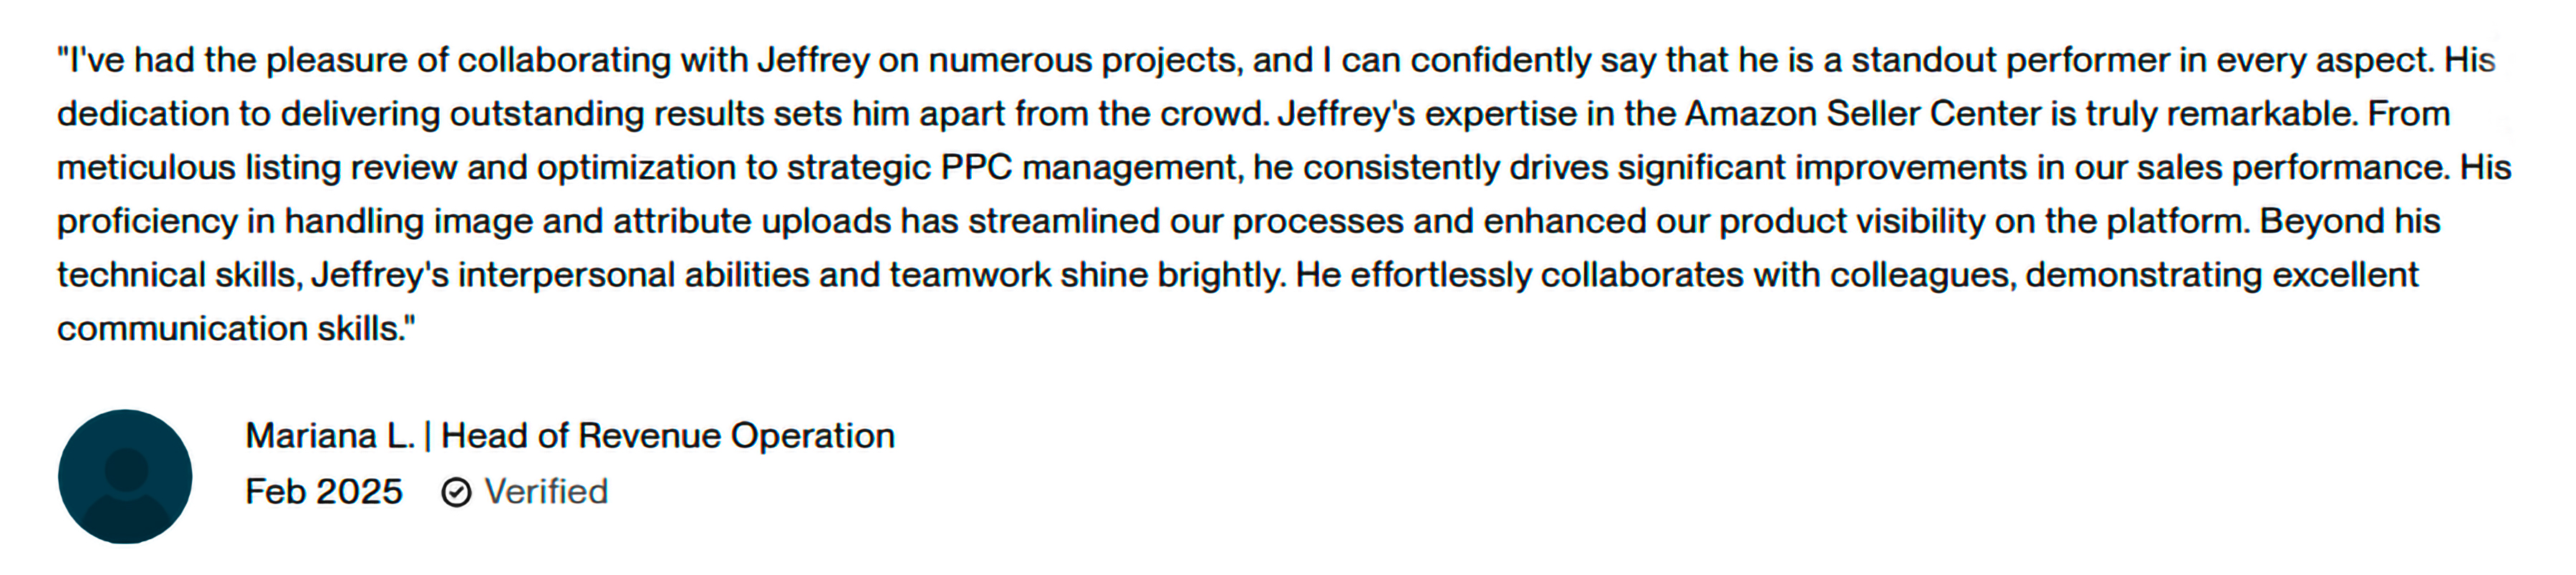 "I've had the pleasure of collaborating with Jeffrey on numerous projects, and I can confidently say that he is a standout performer in every aspect. His
dedication to delivering outstanding results sets him apart from the crowd. Jeffrey's expertise in the Amazon Seller Center is truly remarkable. From
meticulous listing review and optimization to strategic PPC management, he consistently drives significant improvements in our sales performance. His
proficiency in handling image and attribute uploads has streamlined our processes and enhanced our product visibility on the platform. Beyond his
technical skills, Jeffrey's interpersonal abilities and teamwork shine brightly. He effortlessly collaborates with colleagues, demonstrating excellent
communication skills."
Mariana L. | Head of Revenue Operation
Feb 2025 Verified